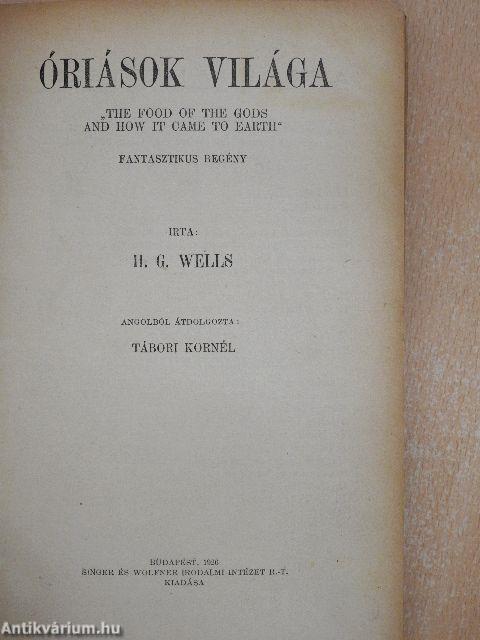 ÓRIÁSOK VILÁGA
„THE FOOD OF THE GODS
AND HOW IT CAME TO EARTH“
FANTASZTIKUS REGÉNY
IRTA:
H. G. WELLS
ANGOLBÓL ÁTDOLGOZTA:
TÁBORI KORNÉL
BUDAPEST, 1926
SINGER ÉS WOLFNER IRODALMI INTÉZET R.-T.
KIADÁSA
Antikvárium.hu